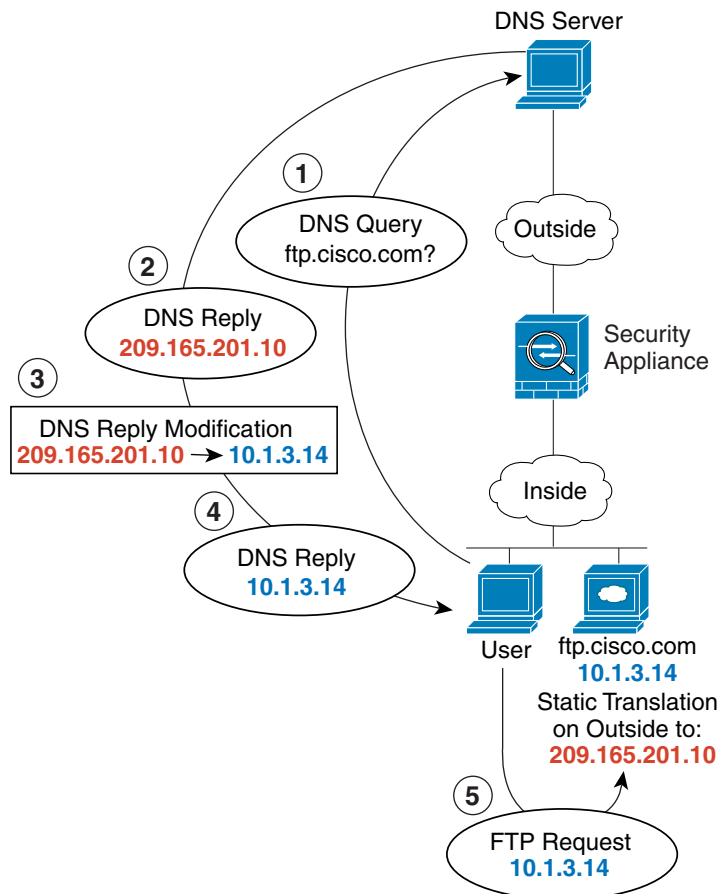 DNS Server
1
DNS Query
ftp.cisco.com?
Outside
2
DNS Reply
209.165.201.10
Security
Appliance
3
DNS Reply Modification
209.165.201.10 → 10.1.3.14
Inside
4
DNS Reply
10.1.3.14
User
ftp.cisco.com
10.1.3.14
Static Translation
on Outside to:
209.165.201.10
5
FTP Request
10.1.3.14